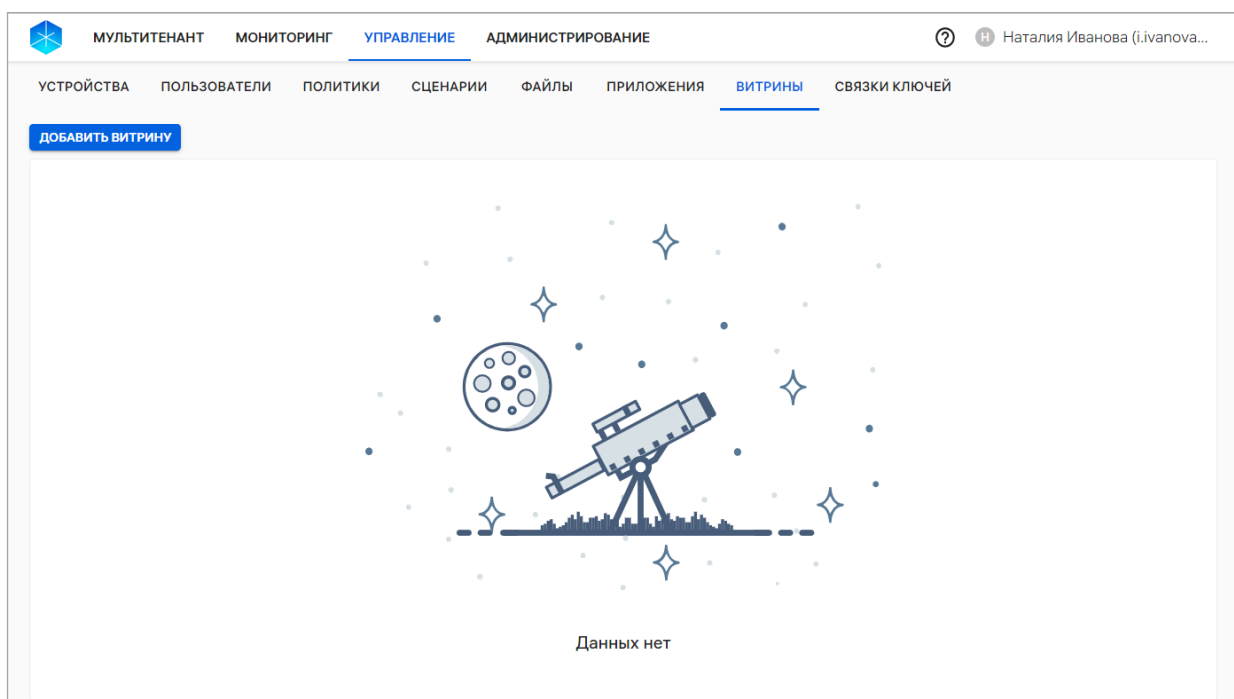 МУЛЬТИТЕНАНТ МОНИТОРИНГ УПРАВЛЕНИЕ АДМИНИСТРИРОВАНИЕ ? Н Наталия Иванова (i.ivanova...
УСТРОЙСТВА ПОЛЬЗОВАТЕЛИ ПОЛИТИКИ СЦЕНАРИИ ФАЙЛЫ ПРИЛОЖЕНИЯ ВИТРИНЫ СВЯЗКИ КЛЮЧЕЙ
ДОБАВИТЬ ВИТРИНУ
Данных нет